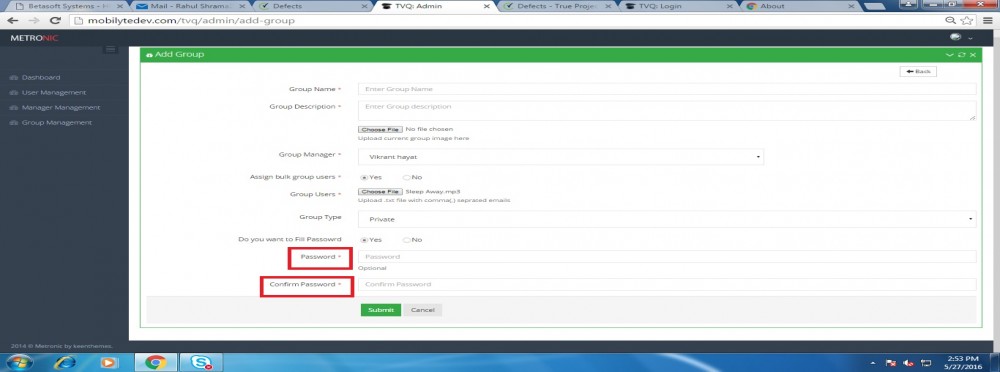 Betasoft Systems – H
Mail - Rahul Shrama
Defects
TVQ: Admin
Defects - True Proje
TVQ: Login
About
mobilytedev.com/tvq/admin/add-group
METRONIC
Add Group
Back
Dashboard
User Management
Manager Management
Group Management
Group Name *
Enter Group Name
Group Description *
Enter Group description
Choose File No file chosen
Upload current group image here
Group Manager *
Vikrant hayat
Assign bulk group users *
Yes No
Group Users *
Choose File Sleep Away.mp3
Upload .txt file with comma(,) seprated emails
Group Type
Private
Do you want to Fill Passowrd
Yes No
Password *
Password
Optional
Confirm Password *
Confirm Password
Submit Cancel
2014 © Metronic by keenthemes.
2:53 PM
5/27/2016